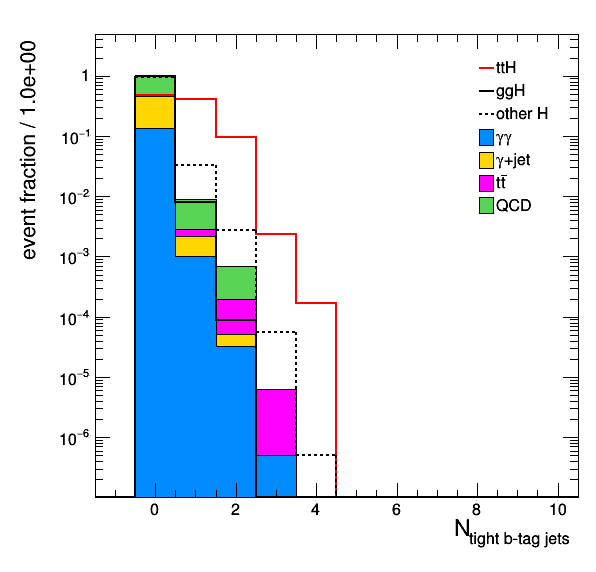 event fraction / 1.0e+00
ttH
ggH
other H
γγ
γ+jet
tt̄
QCD
1
10⁻¹
10⁻²
10⁻³
10⁻⁴
10⁻⁵
10⁻⁶
0 2 4 6 8 10
N_tight b-tag jets